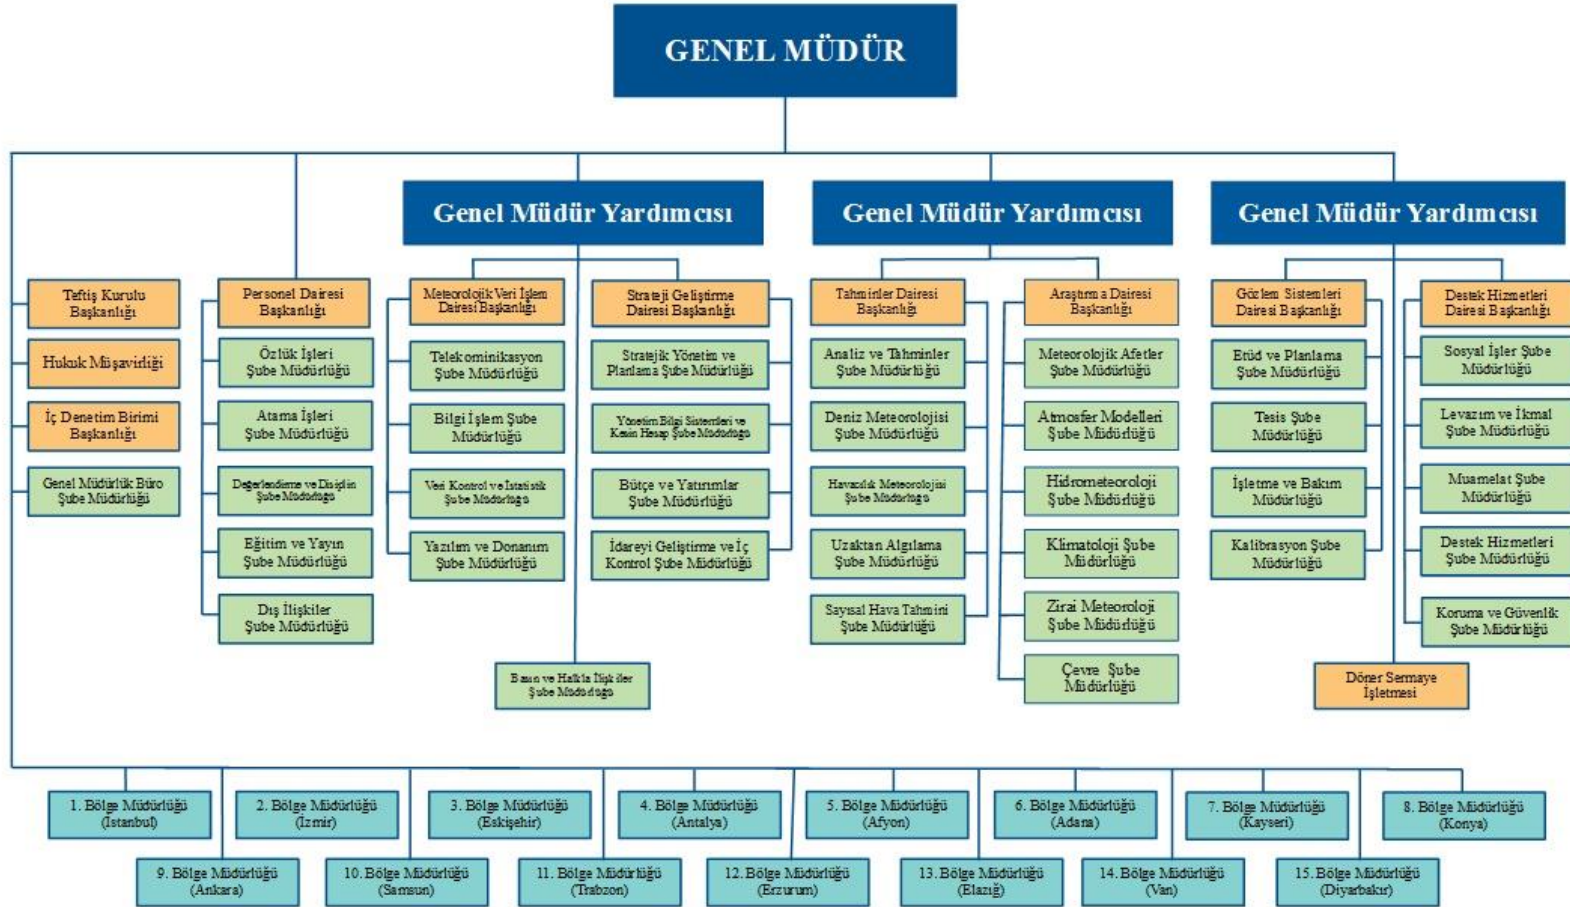 GENEL MÜDÜR
Genel Müdür Yardımcısı
Genel Müdür Yardımcısı
Genel Müdür Yardımcısı
Teftiş Kurulu
Başkanlığı
Hukuk Müşavirliği
İç Denetim Birimi
Başkanlığı
Genel Müdürlük Büro
Şube Müdürlüğü
Personel Dairesi
Başkanlığı
Özlük İşleri
Şube Müdürlüğü
Atama İşleri
Şube Müdürlüğü
Değerlendirme ve Disiplin
Şube Müdürlüğü
Eğitim ve Yayın
Şube Müdürlüğü
Dış İlişkiler
Şube Müdürlüğü
Meteorolojik Veri İşlem
Dairesi Başkanlığı
Telekominikasyon
Şube Müdürlüğü
Bilgi İşlem Şube
Müdürlüğü
Veri Kontrol ve İstatistik
Şube Müdürlüğü
Yazılım ve Donanım
Şube Müdürlüğü
Strateji Geliştirme
Dairesi Başkanlığı
Stratejik Yönetim ve
Planlama Şube Müdürlüğü
Yönetim Bilgi Sistemleri ve
Kesin Hesap Şube Müdürlüğü
Bütçe ve Yatırımlar
Şube Müdürlüğü
İdareyi Geliştirme ve İç
Kontrol Şube Müdürlüğü
Basın ve Halkla İlişkiler
Şube Müdürlüğü
Tahminler Dairesi
Başkanlığı
Analiz ve Tahminler
Şube Müdürlüğü
Deniz Meteorolojisi
Şube Müdürlüğü
Havacılık Meteorolojisi
Şube Müdürlüğü
Uzaktan Algılama
Şube Müdürlüğü
Sayısal Hava Tahmini
Şube Müdürlüğü
Araştırma Dairesi
Başkanlığı
Meteorolojik Afetler
Şube Müdürlüğü
Atmosfer Modelleri
Şube Müdürlüğü
Hidrometeoroloji
Şube Müdürlüğü
Klimatoloji Şube
Müdürlüğü
Zirai Meteoroloji
Şube Müdürlüğü
Çevre Şube
Müdürlüğü
Gözlem Sistemleri
Dairesi Başkanlığı
Etüd ve Planlama
Şube Müdürlüğü
Tesis Şube
Müdürlüğü
İşletme ve Bakım
Müdürlüğü
Kalibrasyon Şube
Müdürlüğü
Destek Hizmetleri
Dairesi Başkanlığı
Sosyal İşler Şube
Müdürlüğü
Levazım ve İkmal
Şube Müdürlüğü
Muamelat Şube
Müdürlüğü
Destek Hizmetleri
Şube Müdürlüğü
Koruma ve Güvenlik
Şube Müdürlüğü
Döner Sermaye
İşletmesi
1. Bölge Müdürlüğü
(İstanbul)
2. Bölge Müdürlüğü
(İzmir)
3. Bölge Müdürlüğü
(Eskişehir)
4. Bölge Müdürlüğü
(Antalya)
5. Bölge Müdürlüğü
(Afyon)
6. Bölge Müdürlüğü
(Adana)
7. Bölge Müdürlüğü
(Kayseri)
8. Bölge Müdürlüğü
(Konya)
9. Bölge Müdürlüğü
(Ankara)
10. Bölge Müdürlüğü
(Samsun)
11. Bölge Müdürlüğü
(Trabzon)
12. Bölge Müdürlüğü
(Erzurum)
13. Bölge Müdürlüğü
(Elazığ)
14. Bölge Müdürlüğü
(Van)
15. Bölge Müdürlüğü
(Diyarbakır)